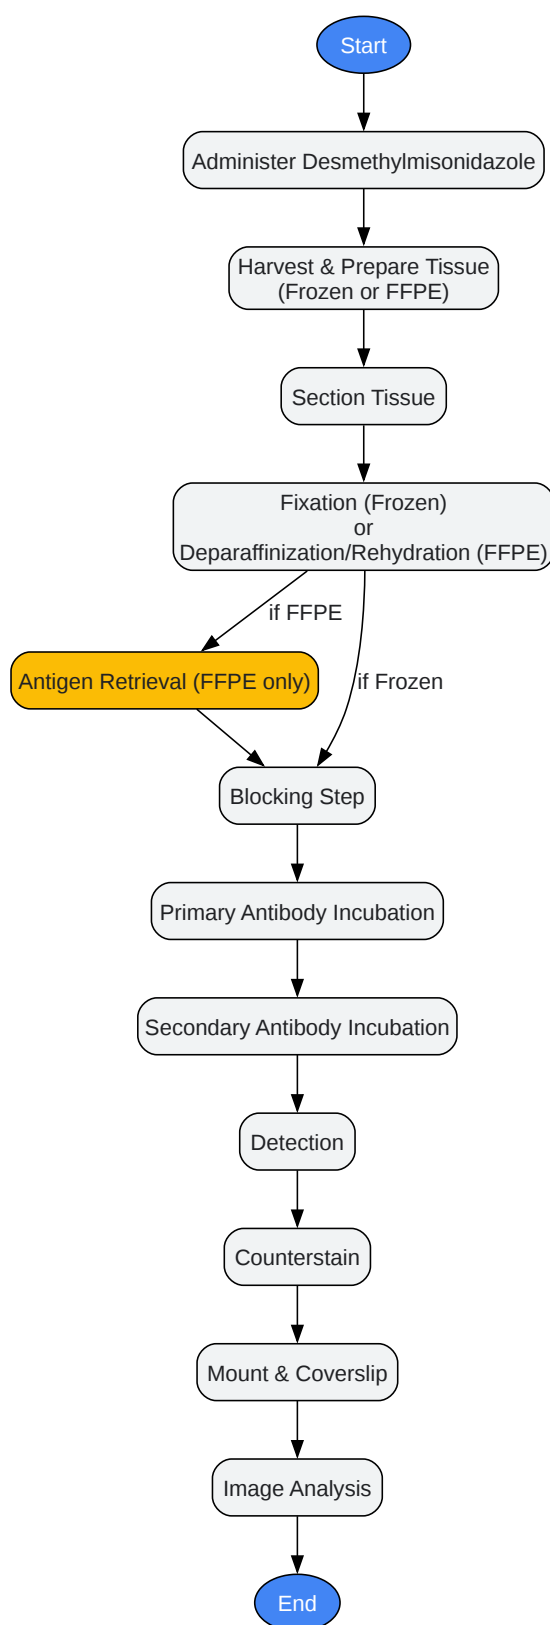 Start
Administer Desmethylmisonidazole
Harvest & Prepare Tissue
(Frozen or FFPE)
Section Tissue
Fixation (Frozen)
or
Deparaffinization/Rehydration (FFPE)
if FFPE
Antigen Retrieval (FFPE only)
if Frozen
Blocking Step
Primary Antibody Incubation
Secondary Antibody Incubation
Detection
Counterstain
Mount & Coverslip
Image Analysis
End